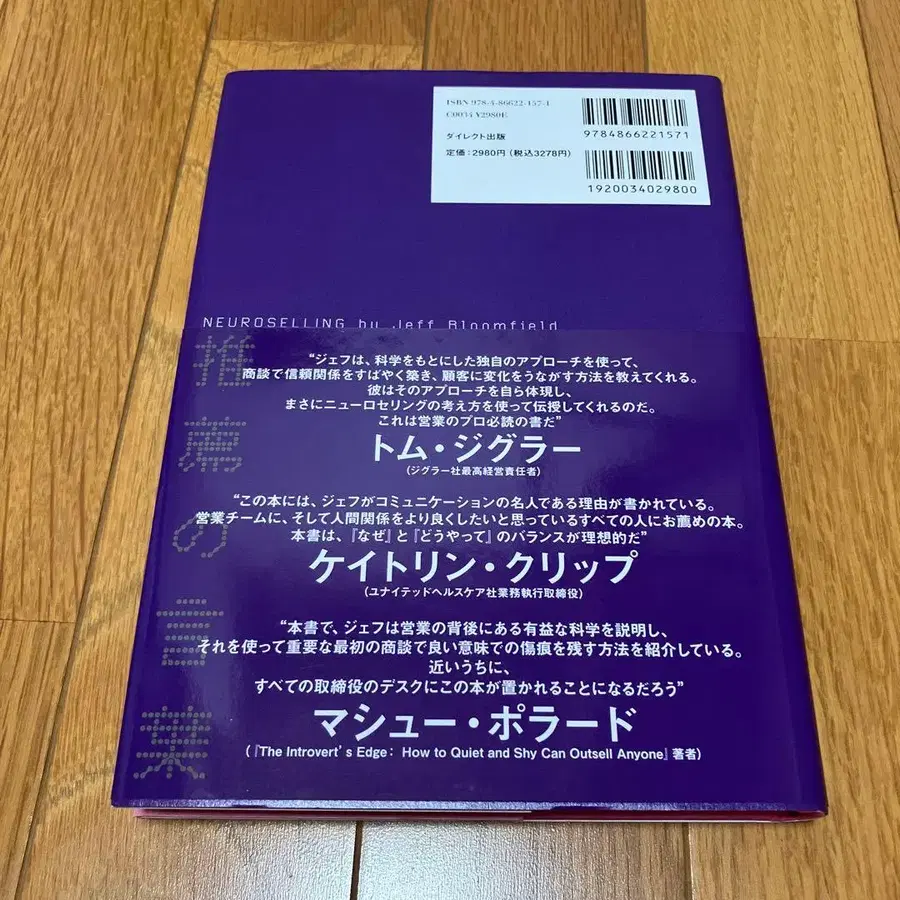 ISBN 978-4-86622-157-1
C0034 ¥2980E
ダイレクト出版
定価:2980円(税込3278円)
9784866221571
1920034029800
NEUROSELLING by Jeff Bloomfield
推薦の言葉
“ジェフは、科学をもとにした独自のアプローチを使って、
商談で信頼関係をすばやく築き、顧客に変化をうながす方法を教えてくれる。
彼はそのアプローチを自ら体現し、
まさにニューロセリングの考え方を使って伝授してくれるのだ。
これは営業のプロ必読の書だ”
トム・ジグラー
(ジグラー社最高経営責任者)
“この本には、ジェフがコミュニケーションの名人である理由が書かれている。
営業チームに、そして人間関係をより良くしたいと思っているすべての人にお薦めの本。
本書は、『なぜ』と『どうやって』のバランスが理想的だ”
ケイトリン・クリップ
(ユナイテッドヘルスケア社業務執行取締役)
“本書で、ジェフは営業の背後にある有益な科学を説明し、
それを使って重要な最初の商談で良い意味での傷痕を残す方法を紹介している。
近いうちに、
すべての取締役のデスクにこの本が置かれることになるだろう”
マシュー・ポラード
(『The Introvert's Edge: How to Quiet and Shy Can Outsell Anyone』著者)